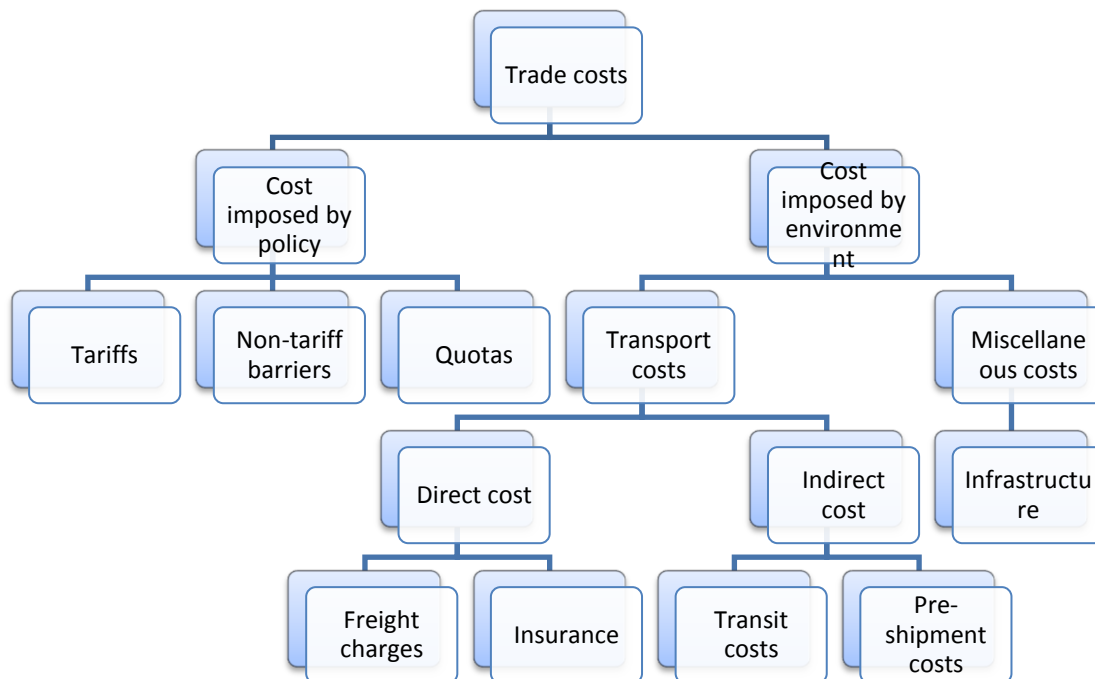 Trade costs
Cost
imposed by
policy
Cost
imposed by
environme
nt
Tariffs
Non-tariff
barriers
Quotas
Transport
costs
Miscellane
ous costs
Direct cost
Indirect
cost
Infrastructu
re
Freight
charges
Insurance
Transit
costs
Pre-
shipment
costs